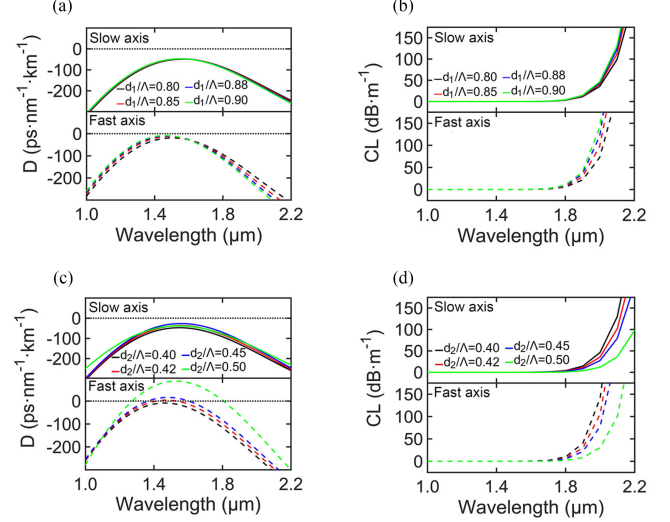 (a)
Slow axis
0
-100
-200
d1/Λ=0.80 d1/Λ=0.88
d1/Λ=0.85 d1/Λ=0.90
Fast axis
0
-100
-200
D (ps·nm⁻¹·km⁻¹)
1.0 1.4 1.8 2.2
Wavelength (μm)
(b)
Slow axis
150
100
50
0
d1/Λ=0.80 d1/Λ=0.88
d1/Λ=0.85 d1/Λ=0.90
Fast axis
150
100
50
0
CL (dB·m⁻¹)
1.0 1.4 1.8 2.2
Wavelength (μm)
(c)
Slow axis
0
-100
-200
d2/Λ=0.40 d2/Λ=0.45
d2/Λ=0.42 d2/Λ=0.50
Fast axis
0
-100
-200
D (ps·nm⁻¹·km⁻¹)
1.0 1.4 1.8 2.2
Wavelength (μm)
(d)
Slow axis
150
100
50
0
d2/Λ=0.40 d2/Λ=0.45
d2/Λ=0.42 d2/Λ=0.50
Fast axis
150
100
50
0
CL (dB·m⁻¹)
1.0 1.4 1.8 2.2
Wavelength (μm)